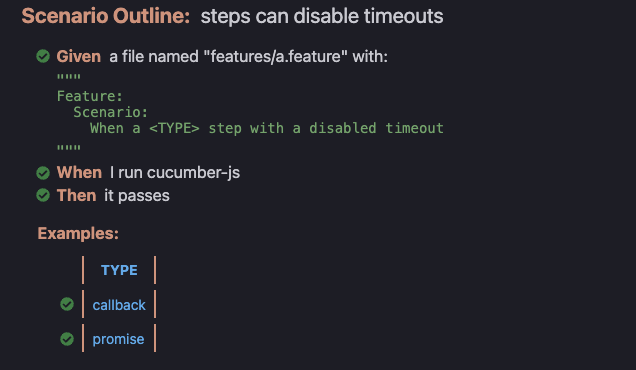 Scenario Outline: steps can disable timeouts
Given a file named "features/a.feature" with:
"""
Feature:
  Scenario:
    When a <TYPE> step with a disabled timeout
"""
When I run cucumber-js
Then it passes
Examples:
TYPE
callback
promise